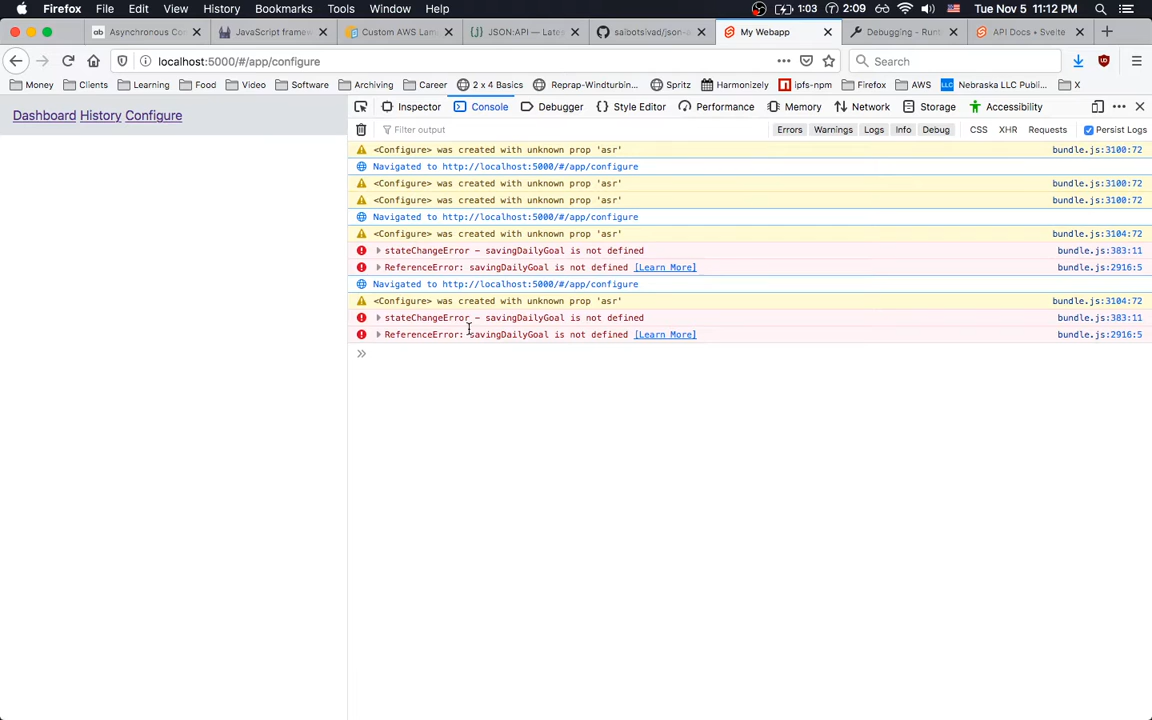 Firefox File Edit View History Bookmarks Tools Window Help 1:03 2:09 Tue Nov 5 11:12 PM
Asynchronous Co JavaScript framew Custom AWS Lam JSON:API — Lates saibotsivad/json-a My Webapp Debugging - Runt API Docs • Svelte
localhost:5000/#/app/configure Search
Money Clients Learning Food Video Software Archiving Career 2 x 4 Basics Reprap-Windturbin... Spritz Harmonizely lpfs-npm Firefox AWS Nebraska LLC Publi... X
Inspector Console Debugger Style Editor Performance Memory Network Storage Accessibility
Dashboard History Configure
Filter output Errors Warnings Logs Info Debug CSS XHR Requests Persist Logs
<Configure> was created with unknown prop 'asr' bundle.js:3100:72
Navigated to http://localhost:5000/#/app/configure
<Configure> was created with unknown prop 'asr' bundle.js:3100:72
<Configure> was created with unknown prop 'asr' bundle.js:3100:72
Navigated to http://localhost:5000/#/app/configure
<Configure> was created with unknown prop 'asr' bundle.js:3104:72
stateChangeError – savingDailyGoal is not defined bundle.js:383:11
ReferenceError: savingDailyGoal is not defined [Learn More] bundle.js:2916:5
Navigated to http://localhost:5000/#/app/configure
<Configure> was created with unknown prop 'asr' bundle.js:3104:72
stateChangeError – savingDailyGoal is not defined bundle.js:383:11
ReferenceError: savingDailyGoal is not defined [Learn More] bundle.js:2916:5